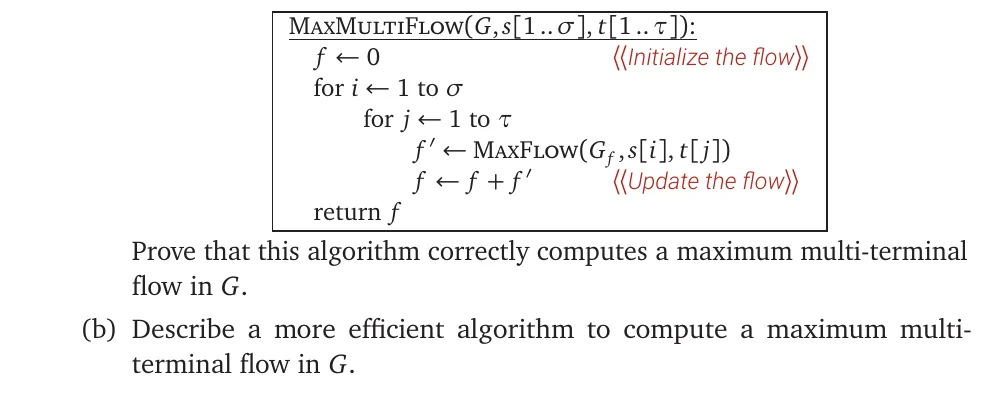 MAXMULTIFLOW(G, s[1 .. σ], t[1 .. τ]):
f ← 0 ⟨⟨Initialize the flow⟩⟩
for i ← 1 to σ
for j ← 1 to τ
f′ ← MAXFLOW(G_f, s[i], t[j])
f ← f + f′ ⟨⟨Update the flow⟩⟩
return f
Prove that this algorithm correctly computes a maximum multi-terminal
flow in G.
(b) Describe a more efficient algorithm to compute a maximum multi-
terminal flow in G.